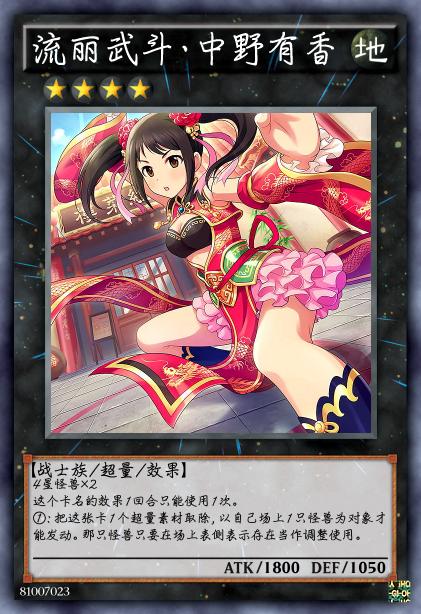 流丽武斗·中野有香 地
【战士族/超量/效果】
4星怪兽×2
这个卡名的效果1回合只能使用1次。
①:把这张卡1个超量素材取除,以自己场上1只怪兽为对象才
能发动。那只怪兽只要在场上表侧表示存在当作调整使用。
ATK/1800 DEF/1050
81007023